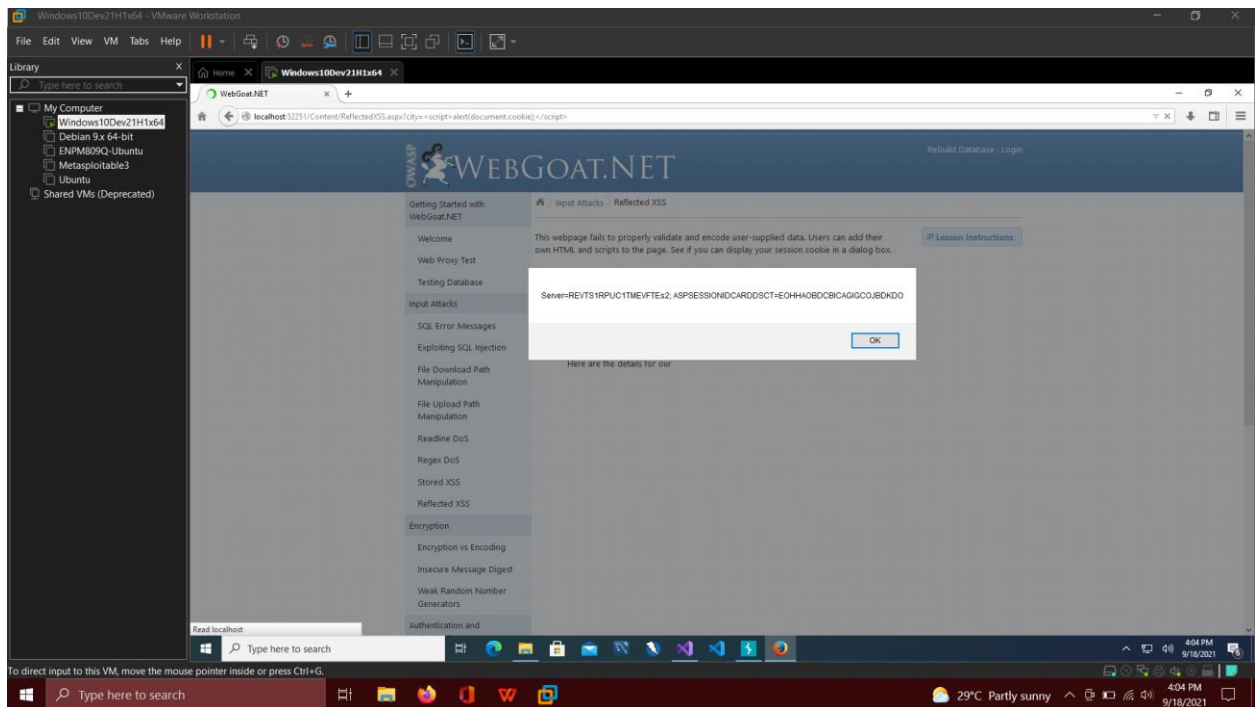 Windows10Dev21H1x64 - VMware Workstation
File Edit View VM Tabs Help
Library X
Type here to search
My Computer
Windows10Dev21H1x64
Debian 9.x 64-bit
ENPM809Q-Ubuntu
Metasploitable3
Ubuntu
Shared VMs (Deprecated)
Home Windows10Dev21H1x64
WebGoat.NET
localhost:52251/Content/ReflectedXSS.aspx?city=<script>alert(document.cookie);</script>
OWASP WEBGOAT.NET
Rebuild Database | Login
Getting Started with
WebGoat.NET
Welcome
Web Proxy Test
Testing Database
Input Attacks
SQL Error Messages
Exploiting SQL Injection
File Download Path
Manipulation
File Upload Path
Manipulation
Readline DoS
Regex DoS
Stored XSS
Reflected XSS
Encryption
Encryption vs Encoding
Insecure Message Digest
Weak Random Number
Generators
Authentication and
Input Attacks Reflected XSS
This webpage fails to properly validate and encode user-supplied data. Users can add their
own HTML and scripts to the page. See if you can display your session cookie in a dialog box.
Lesson Instructions
Server=REVTS1RPUC1TMEVFTEs2; ASPSESSIONIDCARDDSCT=EOHHAOBDCBICAGIGCOJBDKDO
OK
Here are the details for our
Read localhost
Type here to search
4:04 PM
9/18/2021
To direct input to this VM, move the mouse pointer inside or press Ctrl+G.
Type here to search
29°C Partly sunny
4:04 PM
9/18/2021